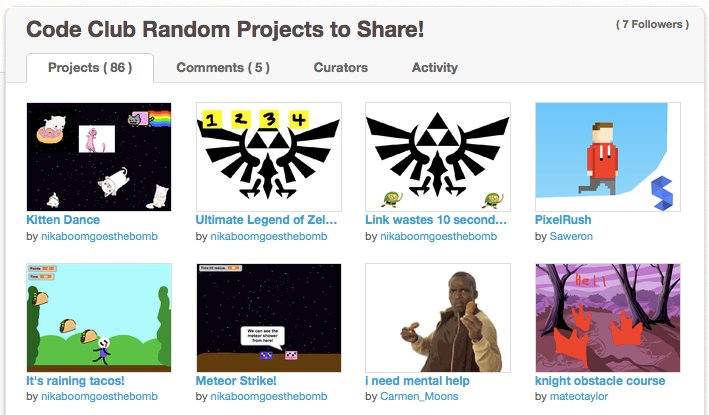 Code Club Random Projects to Share!
( 7 Followers )
Projects ( 86 )
Comments ( 5 )
Curators
Activity
1 2 3 4
Kitten Dance
by nikaboomgoesthebomb
Ultimate Legend of Zel...
by nikaboomgoesthebomb
Link wastes 10 second...
by nikaboomgoesthebomb
PixelRush
by Saweron
We can see the
meteor shower
from here!
Hell
It's raining tacos!
by nikaboomgoesthebomb
Meteor Strike!
by nikaboomgoesthebomb
i need mental help
by Carmen_Moons
knight obstacle course
by mateotaylor